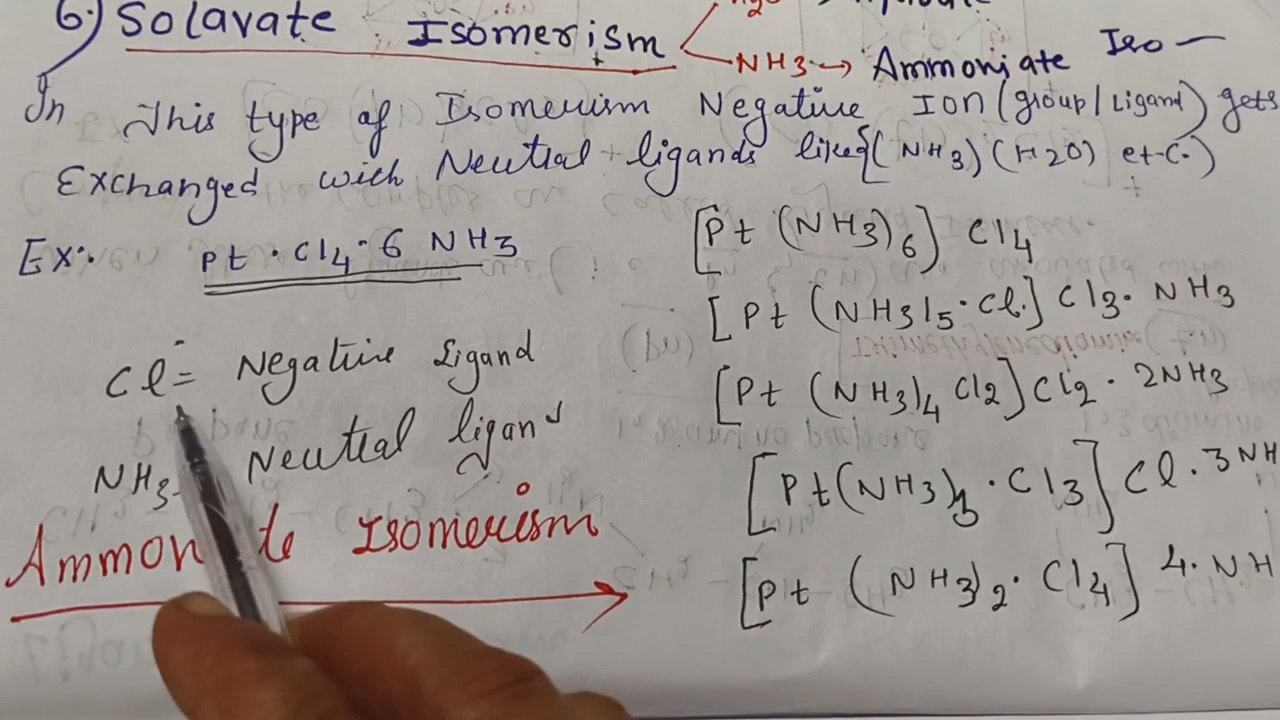 6.) Solavate Isomerism
NH3 → Ammoniate Iso —
In This type of Isomerism Negative Ion (group/Ligand) gets
Exchanged with Neutral ligands like {(NH3) (H2O) etc.)
Ex:. Pt · Cl4 · 6 NH3
[Pt (NH3)6] Cl4
[Pt (NH3)5 · Cl.] Cl3 · NH3
[Pt (NH3)4 Cl2] Cl2 · 2NH3
[Pt (NH3)3 · Cl3] Cl · 3 NH
[Pt (NH3)2 · Cl4] 4 · NH
Cl⁻ = Negative Ligand
NH3 Neutral ligand
Isomerism